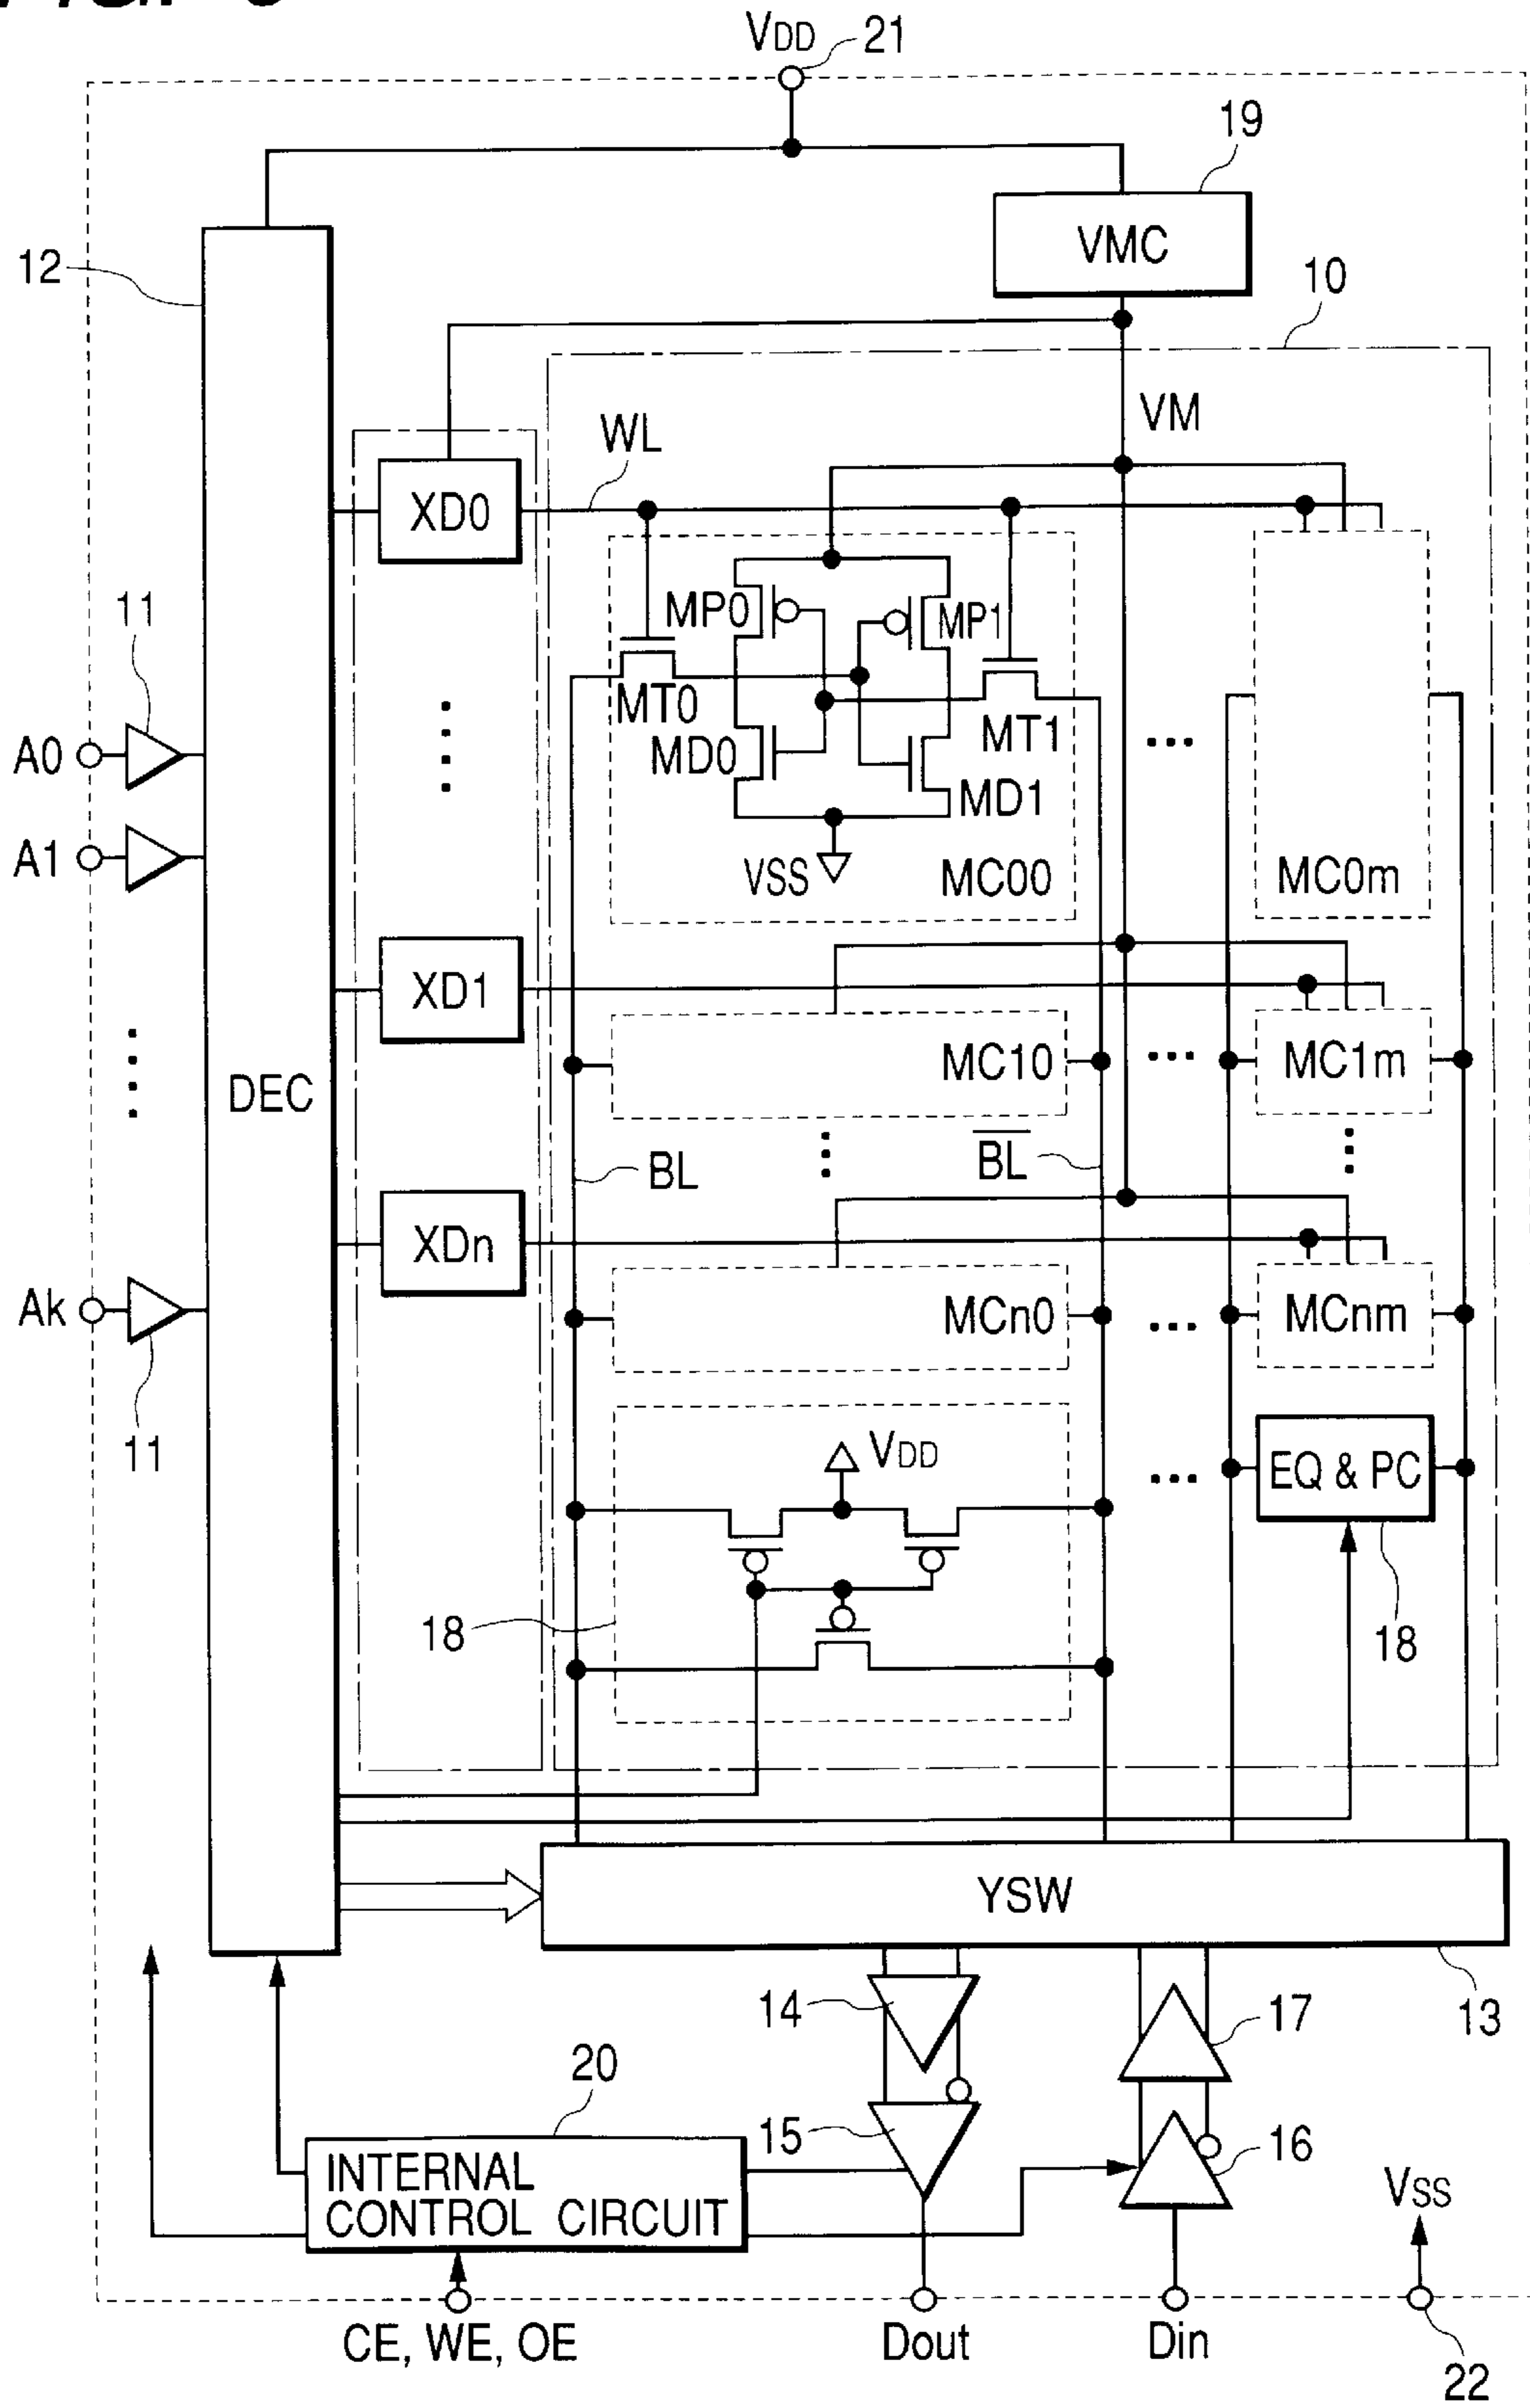 VDD 21
19
VMC
12
10
VM
WL
XD0
11
MP0
MP1
MT0
MT1
A0
MD0
...
MD1
A1
VSS
MC00
MC0m
XD1
MC10
...
MC1m
DEC
BL
BL
XDn
Ak
MCn0
...
MCnm
11
VDD
...
EQ & PC
18
18
YSW
14
17
13
20
15
16
INTERNAL
CONTROL CIRCUIT
VSS
CE, WE, OE
Dout
Din
22